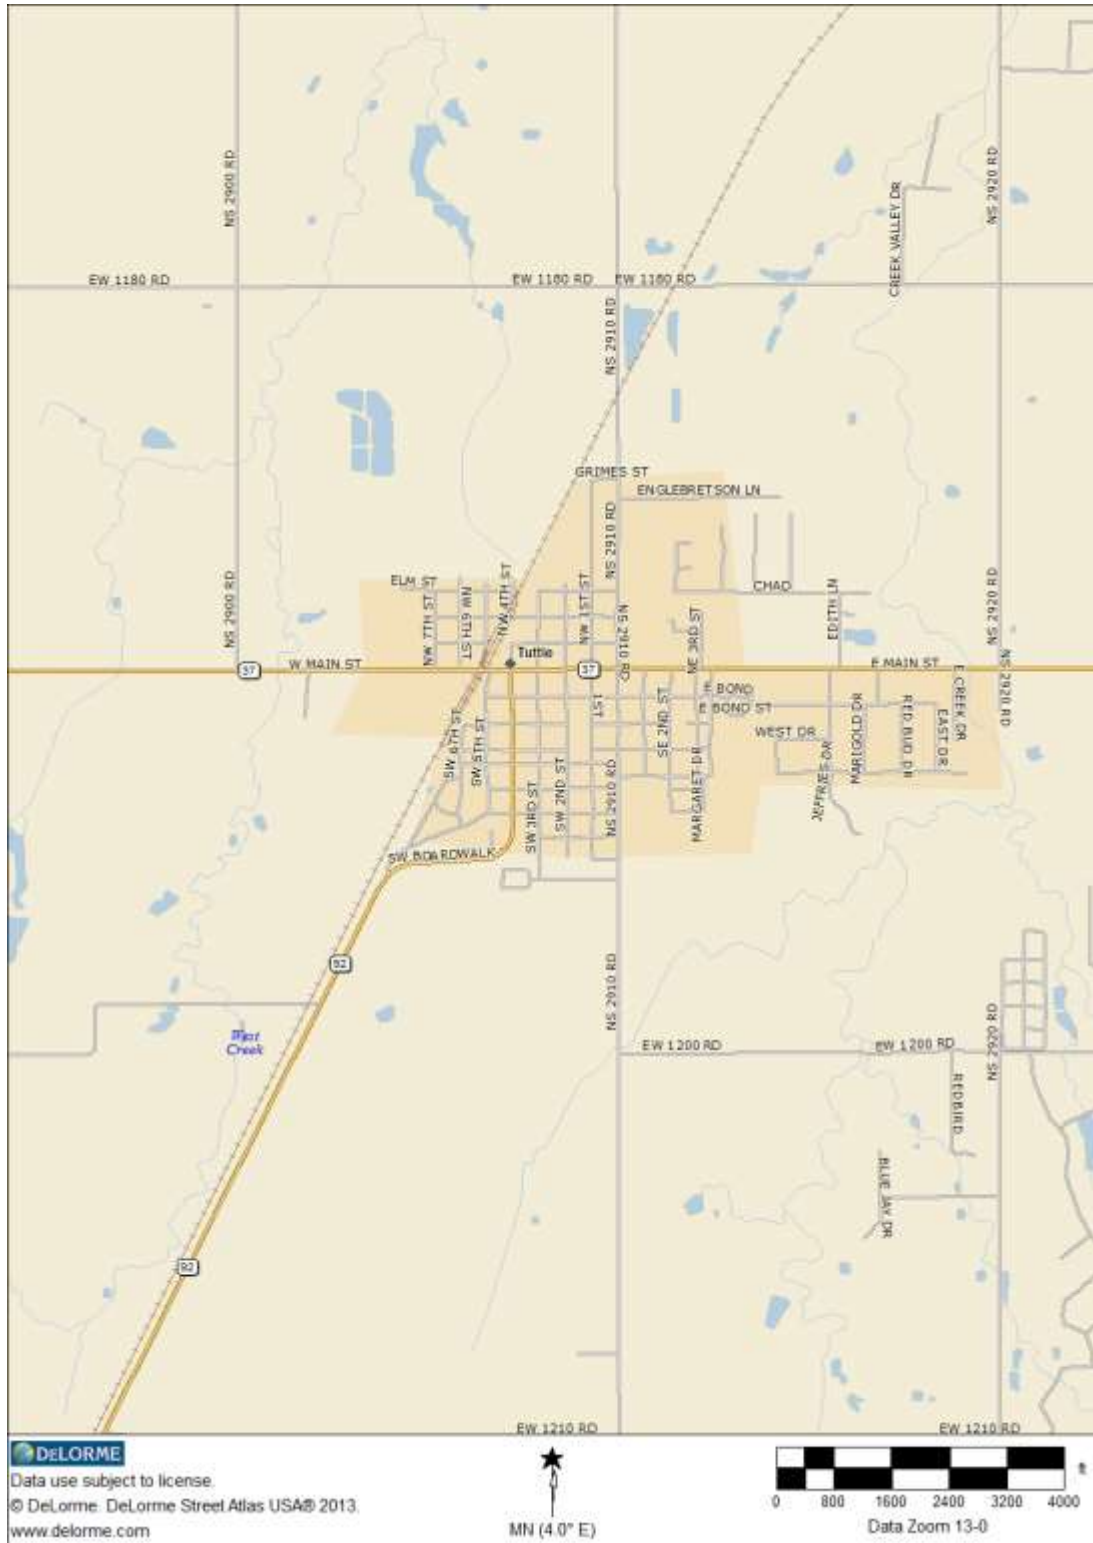 NS 2900 RD
NS 2920 RD
CREEK VALLEY DR
EW 1180 RD
EW 1180 RD
EW 1180 RD
NS 2910 RD
GRIMES ST
ENGLEBRETSON LN
NS 2910 RD
ELM ST
NW 7TH ST
NW 6TH ST
NW 4TH ST
NW 1ST ST
NS 2910 RD
NE 3RD ST
CHAD
EDITH LN
NS 2900 RD
NS 2920 RD
Tuttle
W MAIN ST
37
37
E MAIN ST
NS 2920 RD
E CREEK DR
E BOND
E BOND ST
1ST
SE 2ND ST
WEST DR
MARIGOLD DR
RED BUD DR
EAST DR
SW 6TH ST
SW 5TH ST
SW 3RD ST
SW 2ND ST
NS 2910 RD
MARGARET DR
JEFFRIES DR
SW BOARDWALK
92
NS 2910 RD
NS 2920 RD
West
Creek
EW 1200 RD
EW 1200 RD
REDBIRD
BLUE JAY DR
92
EW 1210 RD
EW 1210 RD
DELORME
Data use subject to license.
© DeLorme. DeLorme Street Atlas USA® 2013.
www.delorme.com
MN (4.0° E)
ft
0 800 1600 2400 3200 4000
Data Zoom 13-0